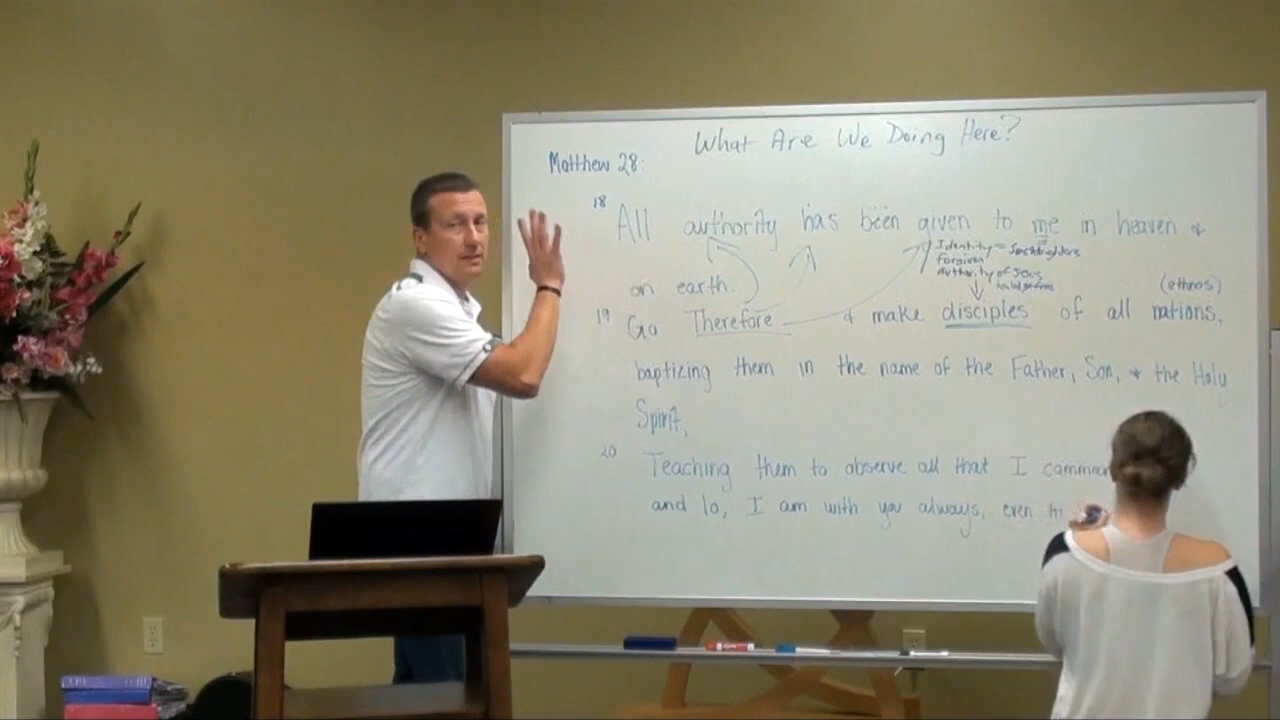 What Are We Doing Here?
Matthew 28:
18 All authority has been given to me in heaven &
Identity =
forgiven
authority of Jesus
on earth.
(ethnos)
19 Go Therefore & make disciples of all nations,
baptizing them in the name of the Father, Son, & the Holy
Spirit,
20 Teaching them to observe all that I comman
and lo, I am with you always, even